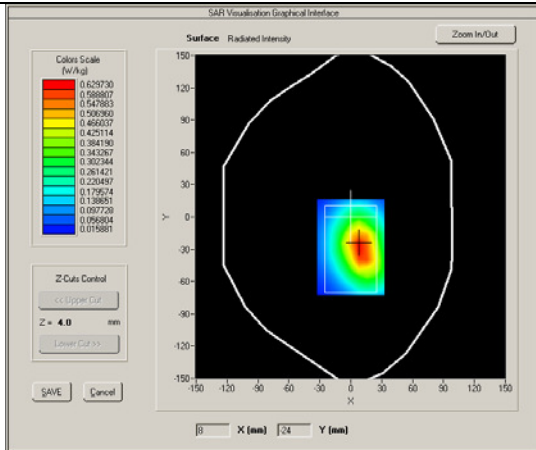 SAR Visualisation Graphical Interface
Surface Radiated Intensity
Zoom In/Out
Colors Scale
(W/kg)
0.629730
0.588807
0.547883
0.506960
0.466037
0.425114
0.384190
0.343267
0.302344
0.261421
0.220497
0.179574
0.138651
0.097728
0.056804
0.015881
Z-Cuts Control
<< Upper Cut
Z = 4.0 mm
Lower Cut >>
SAVE Cancel
150-
120-
90-
60-
30-
0-
-30-
-60-
-90-
-120-
-150-
Y
-150 -120 -90 -60 -30 0 30 60 90 120 150
X
8 X (mm) -24 Y (mm)